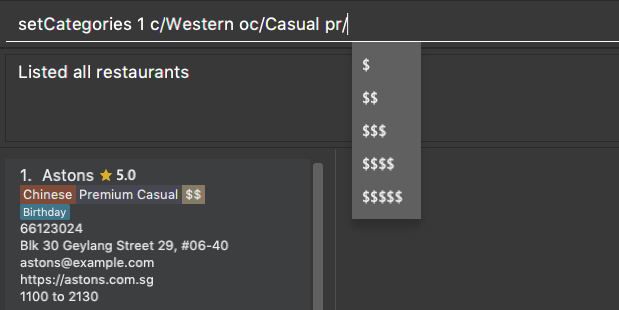 setCategories 1 c/Western oc/Casual pr/
$
$$
$$$
$$$$
$$$$$
Listed all restaurants
1. Astons ★ 5.0
Chinese Premium Casual $$
Birthday
66123024
Blk 30 Geylang Street 29, #06-40
astons@example.com
https://astons.com.sg
1100 to 2130